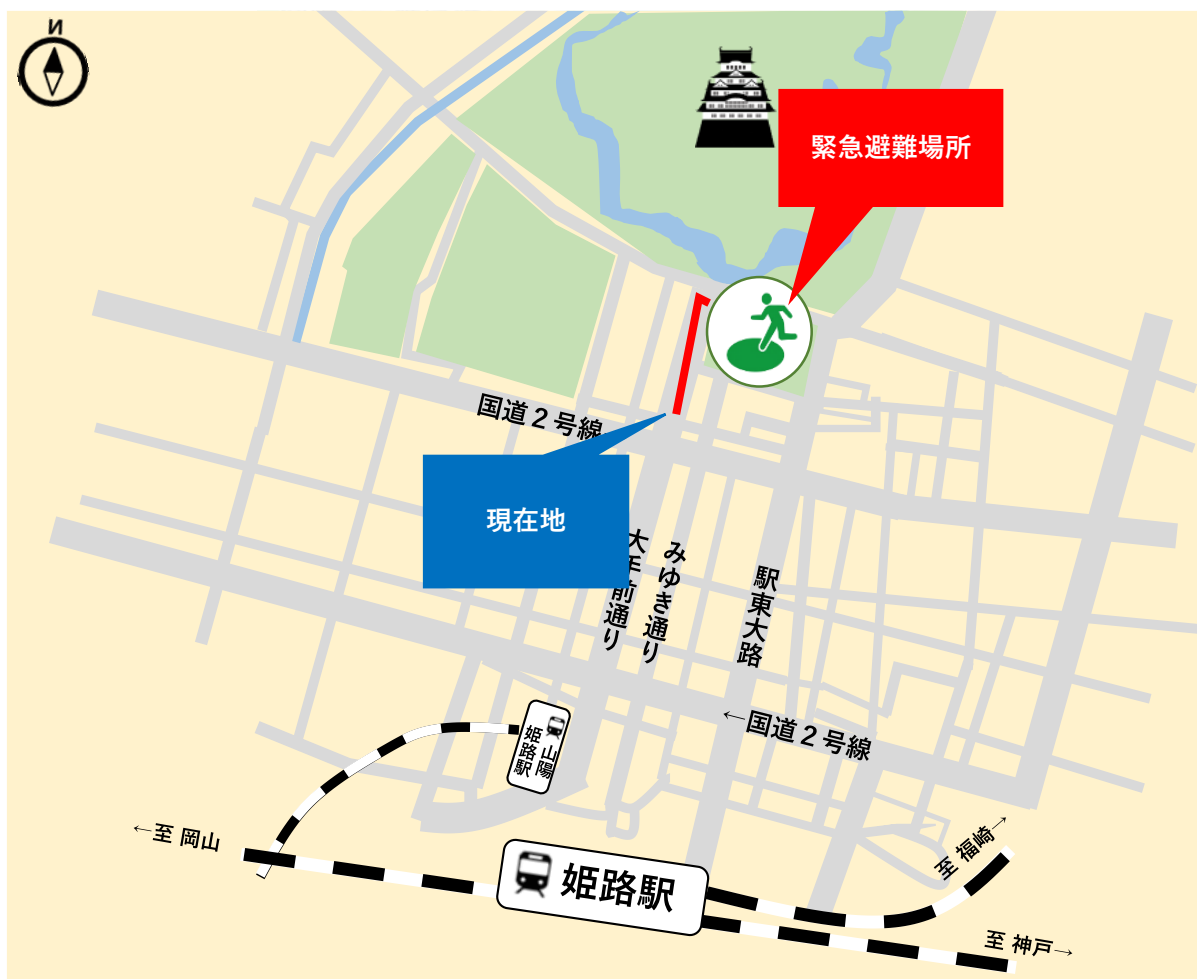 N
緊急避難場所
国道２号線
現在地
大手前通り
みゆき通り
駅東大路
←国道２号線
山陽
姫路駅
←至 岡山
姫路駅
至 福崎→
至 神戸→